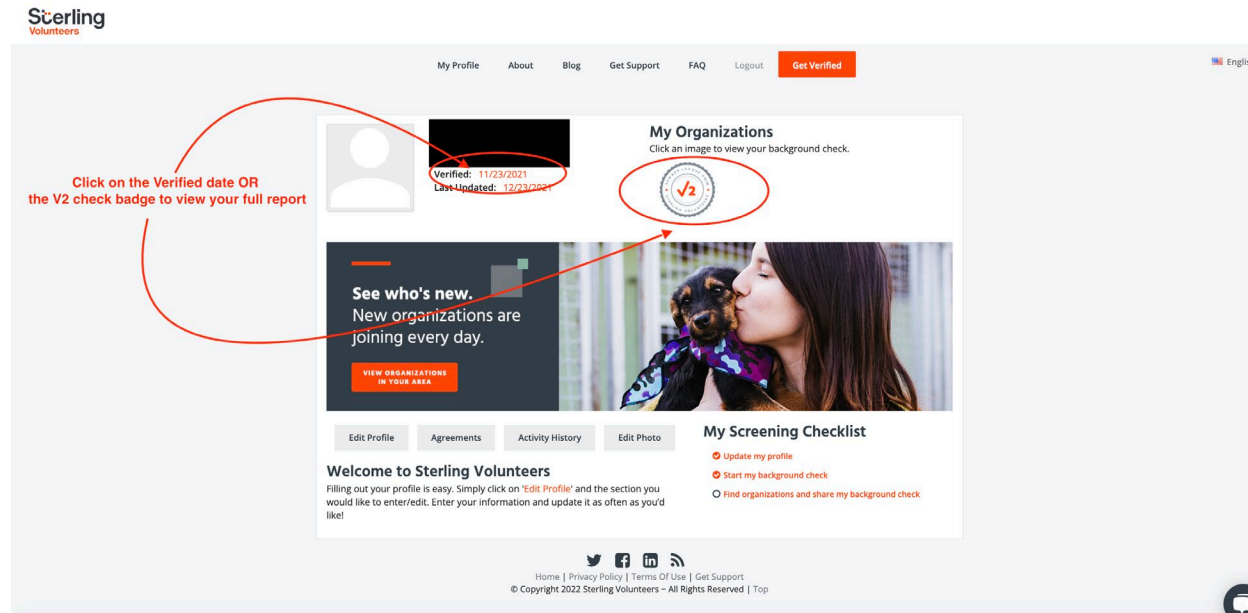 Sterling
Volunteers
My Profile About Blog Get Support FAQ Logout Get Verified
Englis
My Organizations
Click an image to view your background check.
Verified: 11/23/2021
Last Updated: 12/23/2021
√2
Click on the Verified date OR
the V2 check badge to view your full report
See who's new.
New organizations are
joining every day.
VIEW ORGANIZATIONS
IN YOUR AREA
Edit Profile Agreements Activity History Edit Photo
My Screening Checklist
Update my profile
Start my background check
Find organizations and share my background check
Welcome to Sterling Volunteers
Filling out your profile is easy. Simply click on 'Edit Profile' and the section you
would like to enter/edit. Enter your information and update it as often as you'd
like!
Home | Privacy Policy | Terms Of Use | Get Support
© Copyright 2022 Sterling Volunteers – All Rights Reserved | Top